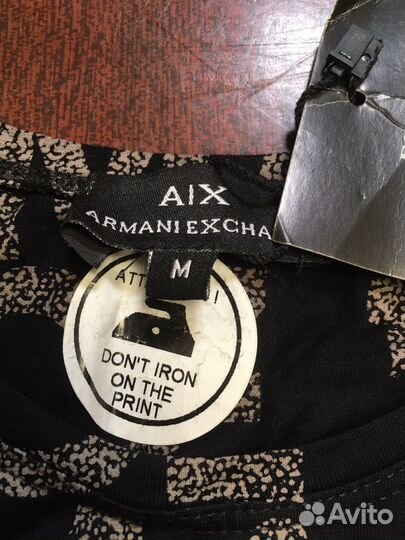 A|X
ARMANI EXCHA
M
ATT !
DON'T IRON
ON THE
PRINT
Avito